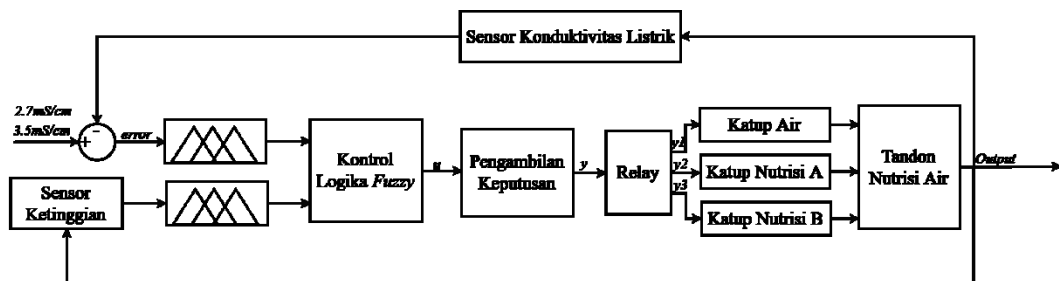 Sensor Konduktivitas Listrik
2.7mS/cm
3.5mS/cm
-
+
error
Kontrol
Logika Fuzzy
u
Pengambilan
Keputusan
y
Relay
y1
y2
y3
Katup Air
Katup Nutrisi A
Katup Nutrisi B
Tandon
Nutrisi Air
Output
Sensor
Ketinggian